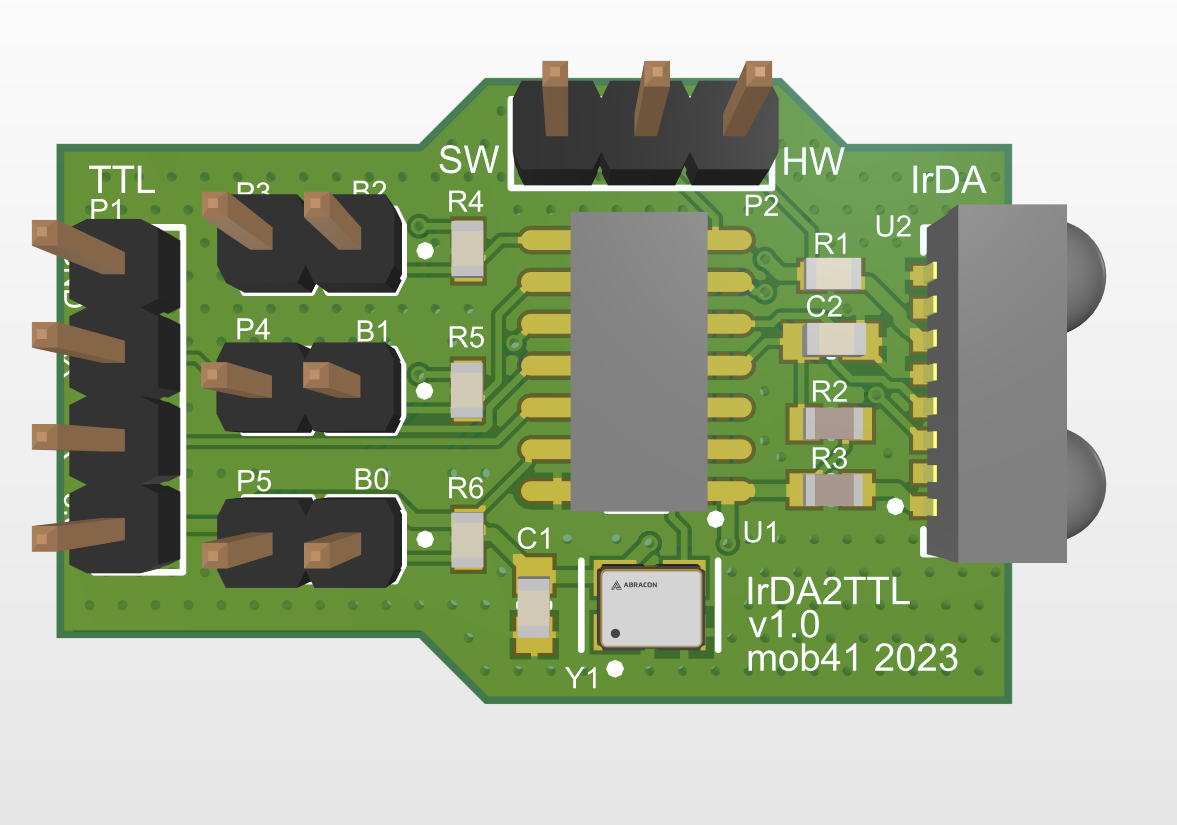 SW
HW
TTL
IrDA
P1
P3
B2
R4
P2
U2
R1
C2
P4
B1
R5
R2
R3
P5
B0
R6
C1
U1
ABRACON
IrDA2TTL
v1.0
mob41 2023
Y1